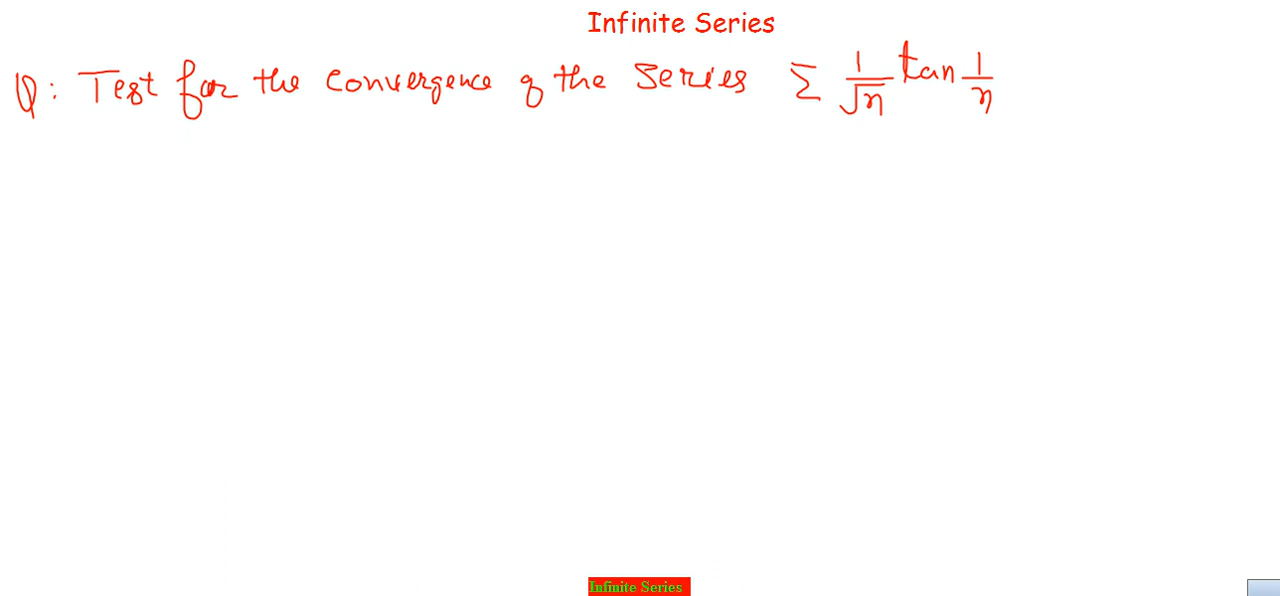 Infinite Series
Q: Test for the convergence of the series Σ 1/√n tan 1/n
Infinite Series